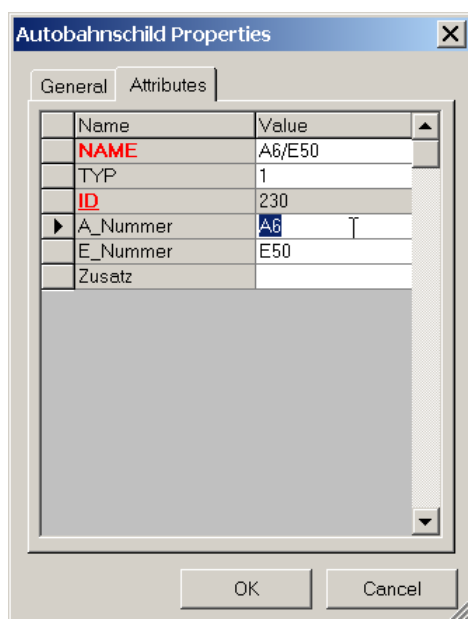 Autobahnschild Properties
General Attributes
Name Value
NAME A6/E50
TYP 1
ID 230
A_Nummer A6
E_Nummer E50
Zusatz
OK Cancel